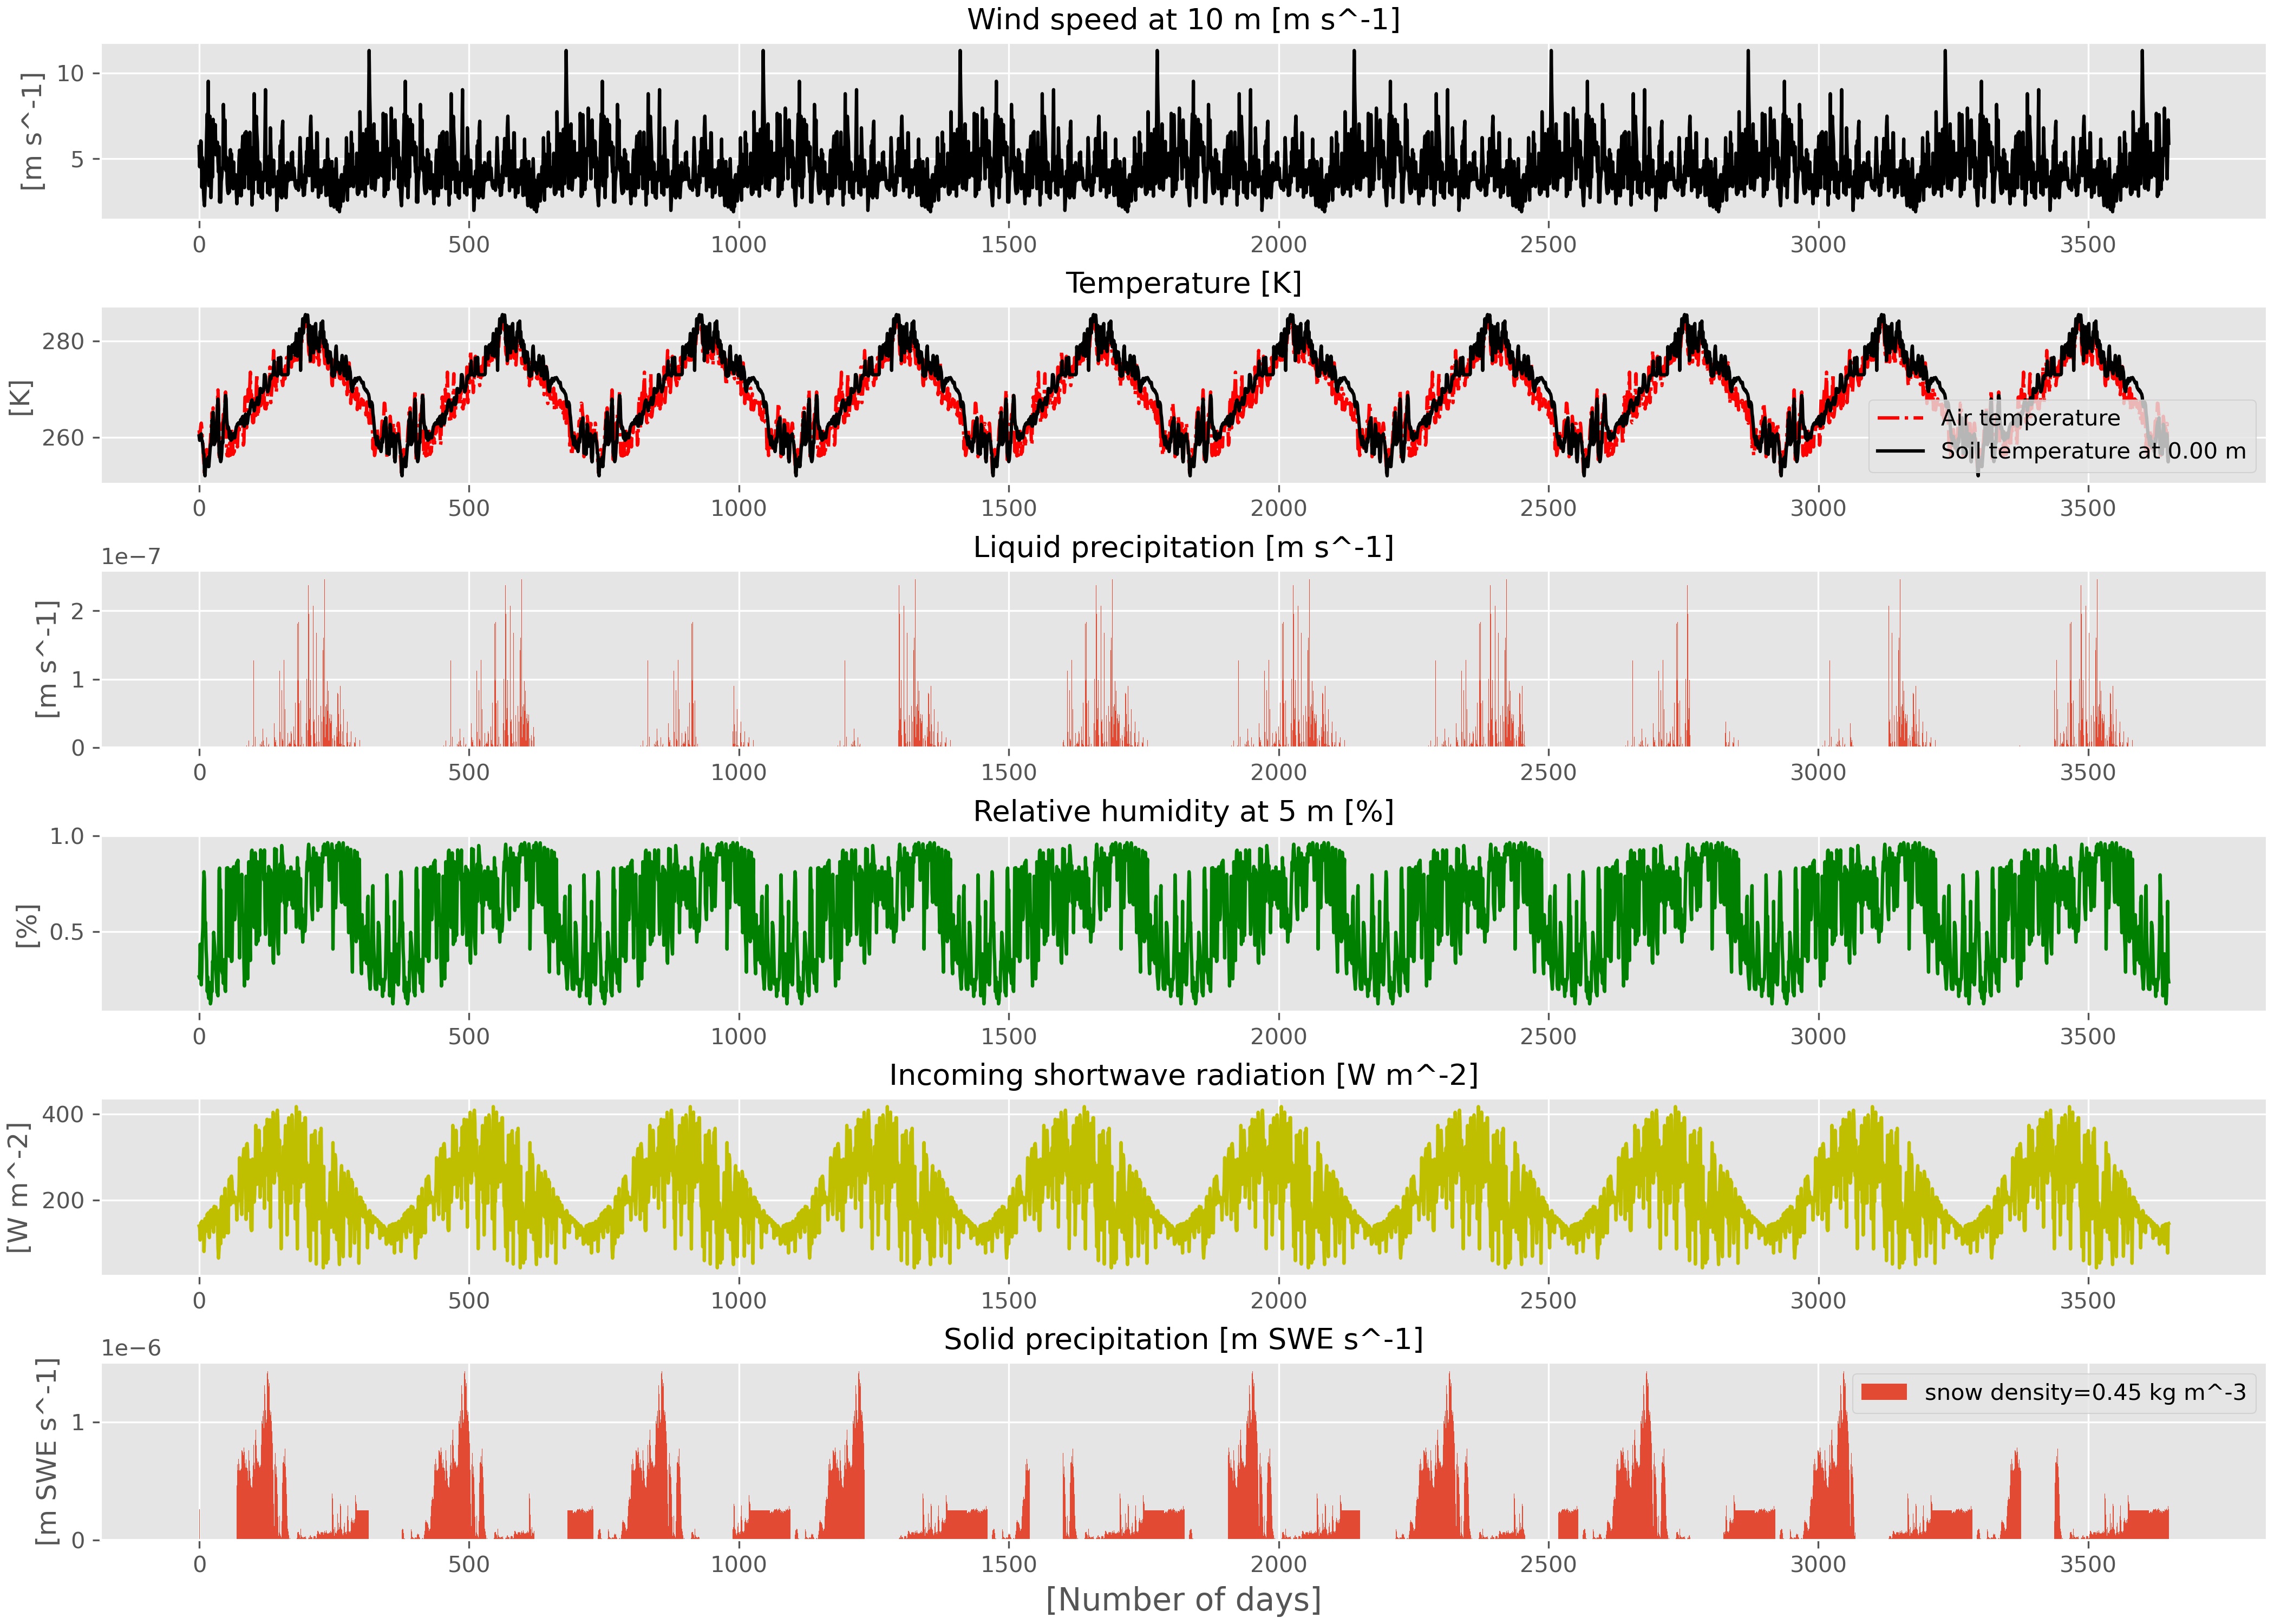 Wind speed at 10 m [m s^-1]
[m s^-1]
10
5
0 500 1000 1500 2000 2500 3000 3500
Temperature [K]
[K]
280
260
Air temperature
Soil temperature at 0.00 m
0 500 1000 1500 2000 2500 3000 3500
Liquid precipitation [m s^-1]
1e−7
[m s^-1]
2
1
0
0 500 1000 1500 2000 2500 3000 3500
Relative humidity at 5 m [%]
[%]
1.0
0.5
0 500 1000 1500 2000 2500 3000 3500
Incoming shortwave radiation [W m^-2]
[W m^-2]
400
200
0 500 1000 1500 2000 2500 3000 3500
Solid precipitation [m SWE s^-1]
1e−6
[m SWE s^-1]
snow density=0.45 kg m^-3
1
0
0 500 1000 1500 2000 2500 3000 3500
[Number of days]